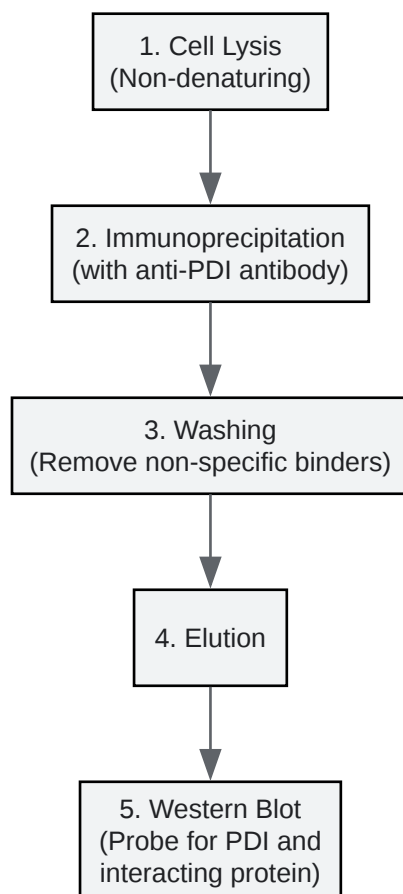 1. Cell Lysis
(Non-denaturing)
2. Immunoprecipitation
(with anti-PDI antibody)
3. Washing
(Remove non-specific binders)
4. Elution
5. Western Blot
(Probe for PDI and
interacting protein)